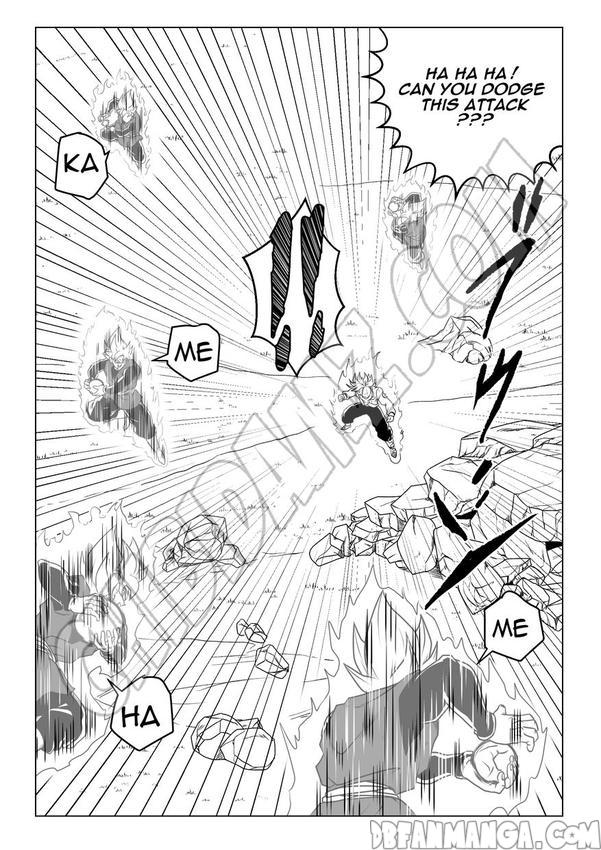 HA HA HA!
CAN YOU DODGE
THIS ATTACK
???
KA
!!
ME
HA
ME
DBFANMANGA.COM